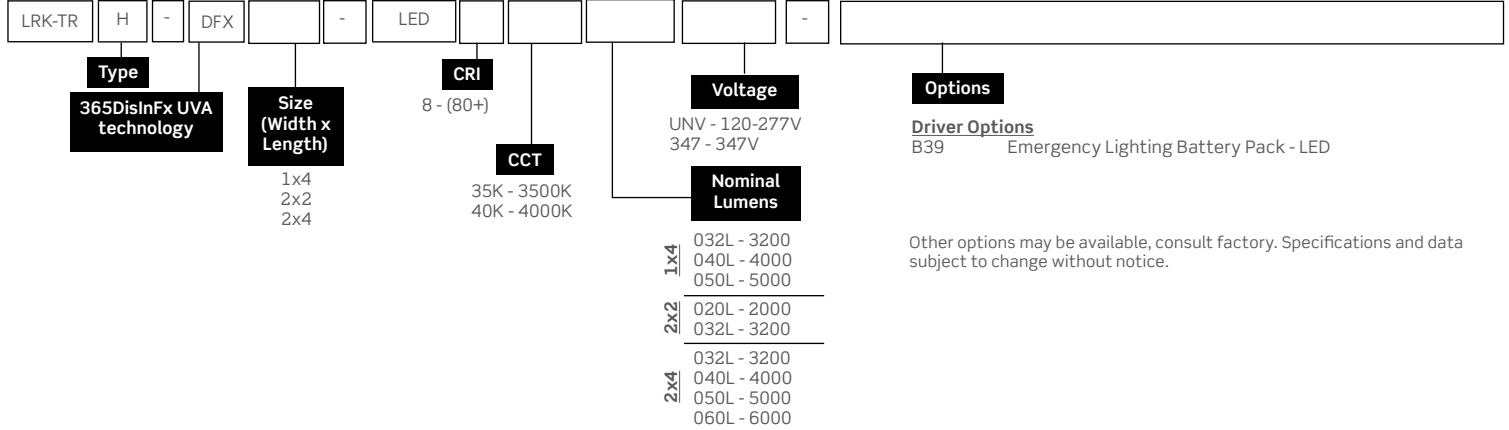 LRK-TR H - DFX - LED -
Type
365DisInFx UVA
technology
Size
(Width x
Length)
1x4
2x2
2x4
CRI
8 - (80+)
CCT
35K - 3500K
40K - 4000K
Voltage
UNV - 120-277V
347 - 347V
Nominal
Lumens
1x4
032L - 3200
040L - 4000
050L - 5000
2x2
020L - 2000
032L - 3200
2x4
032L - 3200
040L - 4000
050L - 5000
060L - 6000
Options
Driver Options
B39 Emergency Lighting Battery Pack - LED
Other options may be available, consult factory. Specifications and data
subject to change without notice.